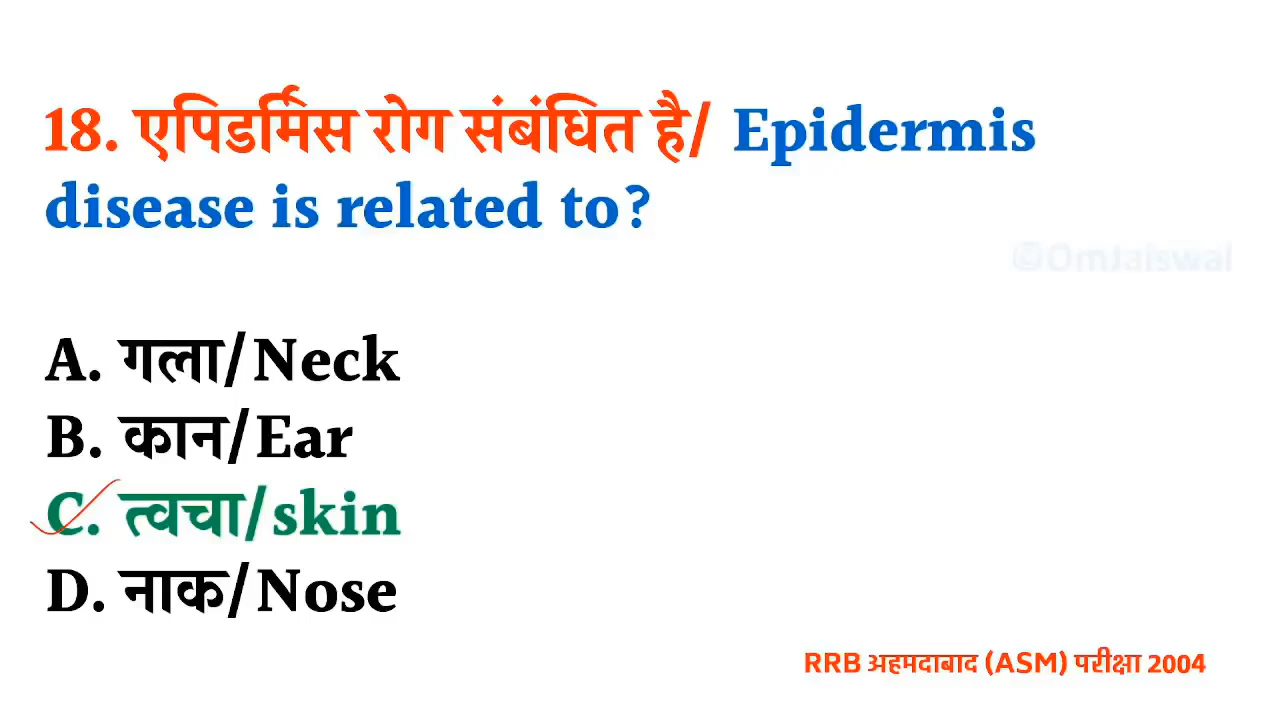 18. एपिडर्मिस रोग संबंधित है/ Epidermis
disease is related to?
©OmJaiswal
A. गला/Neck
B. कान/Ear
C. त्वचा/skin
D. नाक/Nose
RRB अहमदाबाद (ASM) परीक्षा 2004